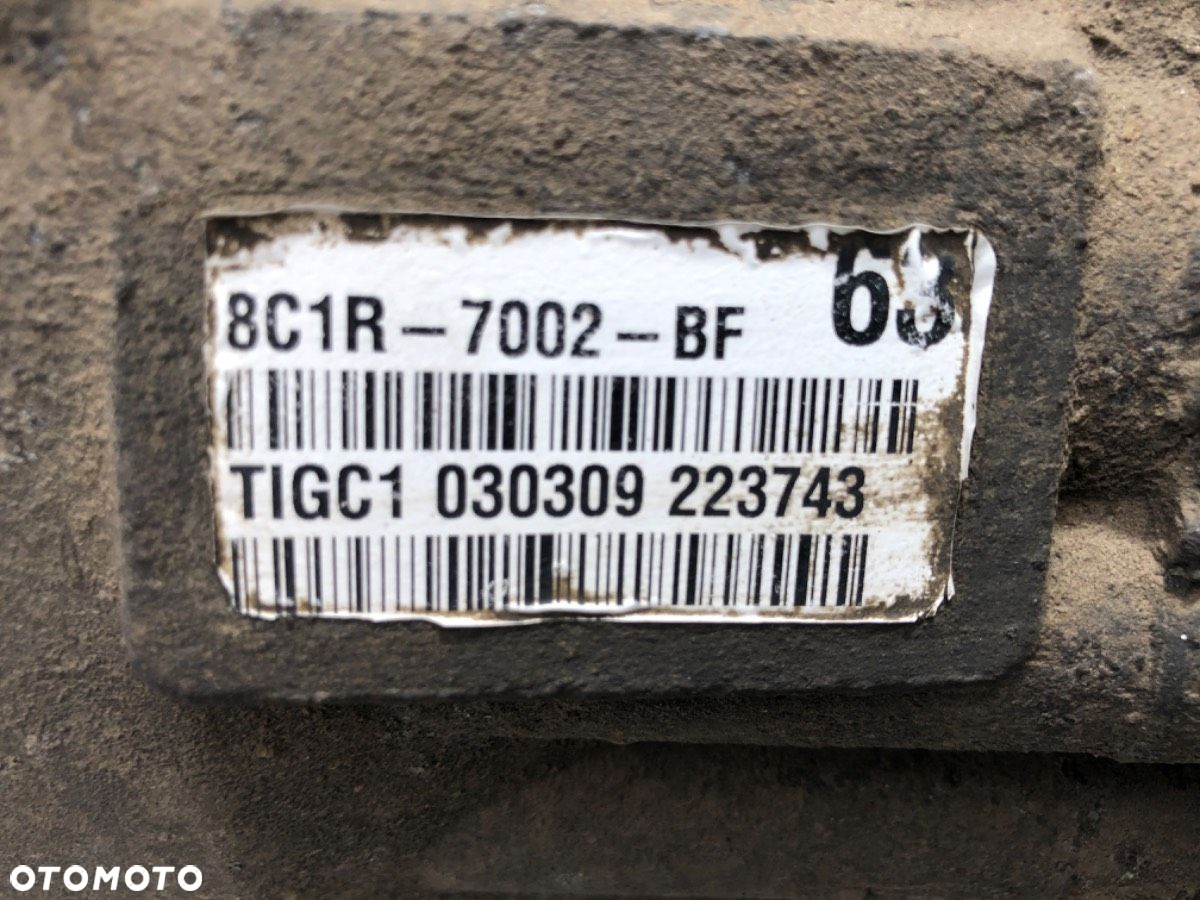 63
8C1R-7002-BF
TIGC1 030309 223743
OTOMOTO